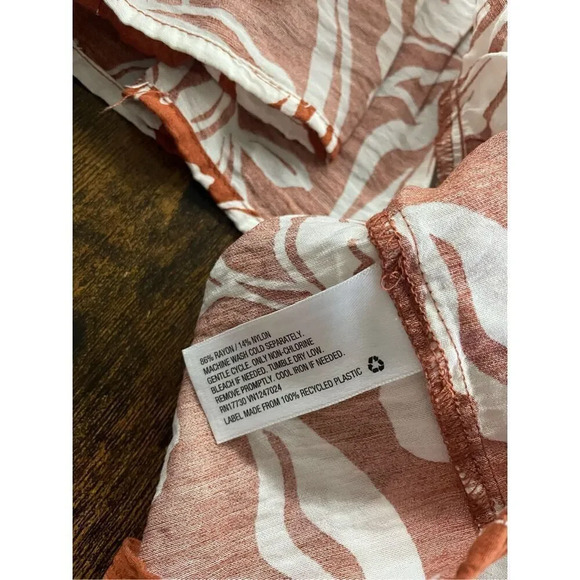 86% RAYON / 14% NYLON
MACHINE WASH COLD SEPARATELY.
GENTLE CYCLE. ONLY NON-CHLORINE
BLEACH IF NEEDED. TUMBLE DRY LOW.
REMOVE PROMPTLY. COOL IRON IF NEEDED.
RN17730 VN1247024
LABEL MADE FROM 100% RECYCLED PLASTIC